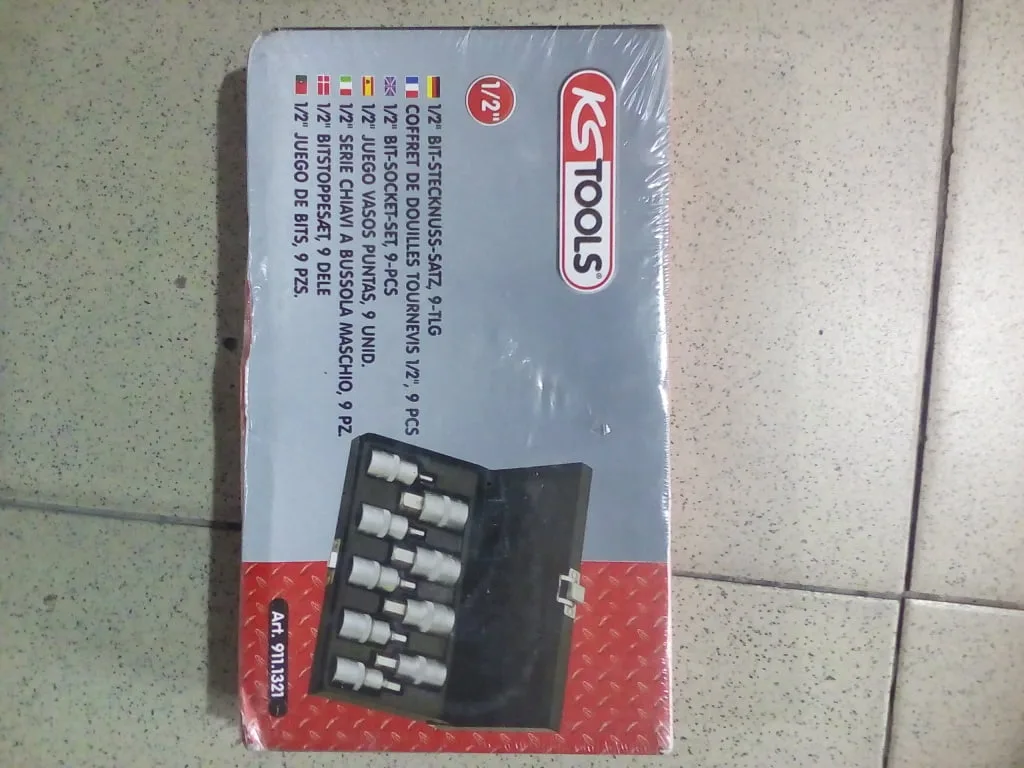 KS TOOLS®
1/2"
1/2" BIT-STECKNUSS-SATZ, 9-TLG
COFFRET DE DOUILLES TOURNEVIS 1/2", 9 PCS
1/2" BIT-SOCKET-SET, 9-PCS
1/2" JUEGO VASOS PUNTAS, 9 UNID.
1/2" SERIE CHIAVI A BUSSOLA MASCHIO, 9 PZ.
1/2" BITSTOPPESÆT, 9 DELE
1/2" JUEGO DE BITS, 9 PZS.
Art. 911.1321